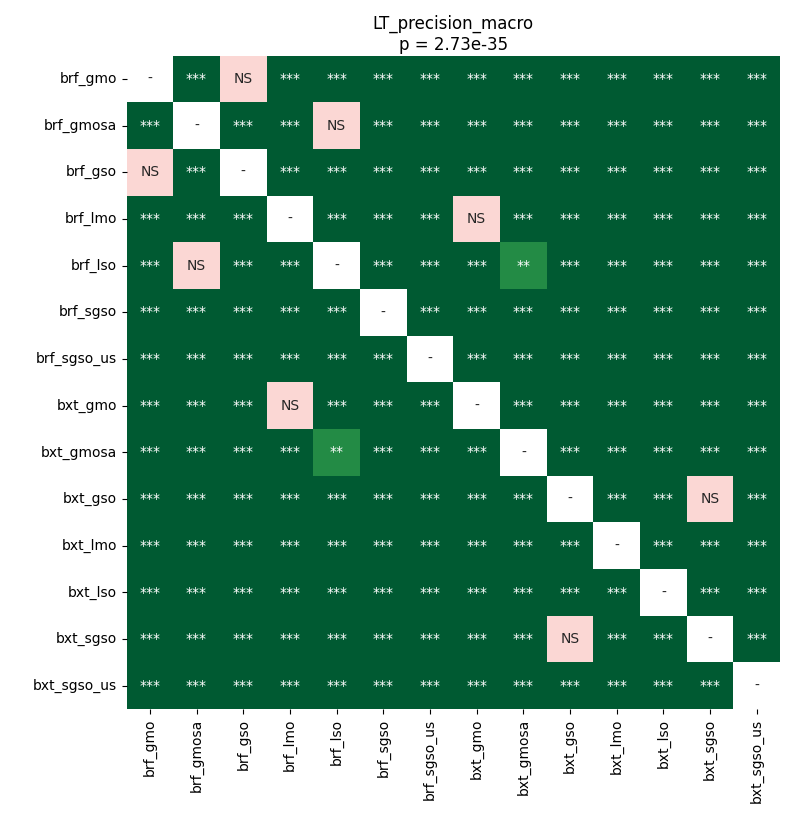 LT_precision_macro
p = 2.73e-35
brf_gmo - *** NS *** *** *** *** *** *** *** *** *** *** ***
brf_gmosa *** - *** *** NS *** *** *** *** *** *** *** *** ***
brf_gso NS *** - *** *** *** *** *** *** *** *** *** *** ***
brf_lmo *** *** *** - *** *** *** NS *** *** *** *** *** ***
brf_lso *** NS *** *** - *** *** *** ** *** *** *** *** ***
brf_sgso *** *** *** *** *** - *** *** *** *** *** *** *** ***
brf_sgso_us *** *** *** *** *** *** - *** *** *** *** *** *** ***
bxt_gmo *** *** *** NS *** *** *** - *** *** *** *** *** ***
bxt_gmosa *** *** *** *** ** *** *** *** - *** *** *** *** ***
bxt_gso *** *** *** *** *** *** *** *** *** - *** *** NS ***
bxt_lmo *** *** *** *** *** *** *** *** *** *** - *** *** ***
bxt_lso *** *** *** *** *** *** *** *** *** *** *** - *** ***
bxt_sgso *** *** *** *** *** *** *** *** *** NS *** *** - ***
bxt_sgso_us *** *** *** *** *** *** *** *** *** *** *** *** *** -
brf_gmo brf_gmosa brf_gso brf_lmo brf_lso brf_sgso brf_sgso_us bxt_gmo bxt_gmosa bxt_gso bxt_lmo bxt_lso bxt_sgso bxt_sgso_us